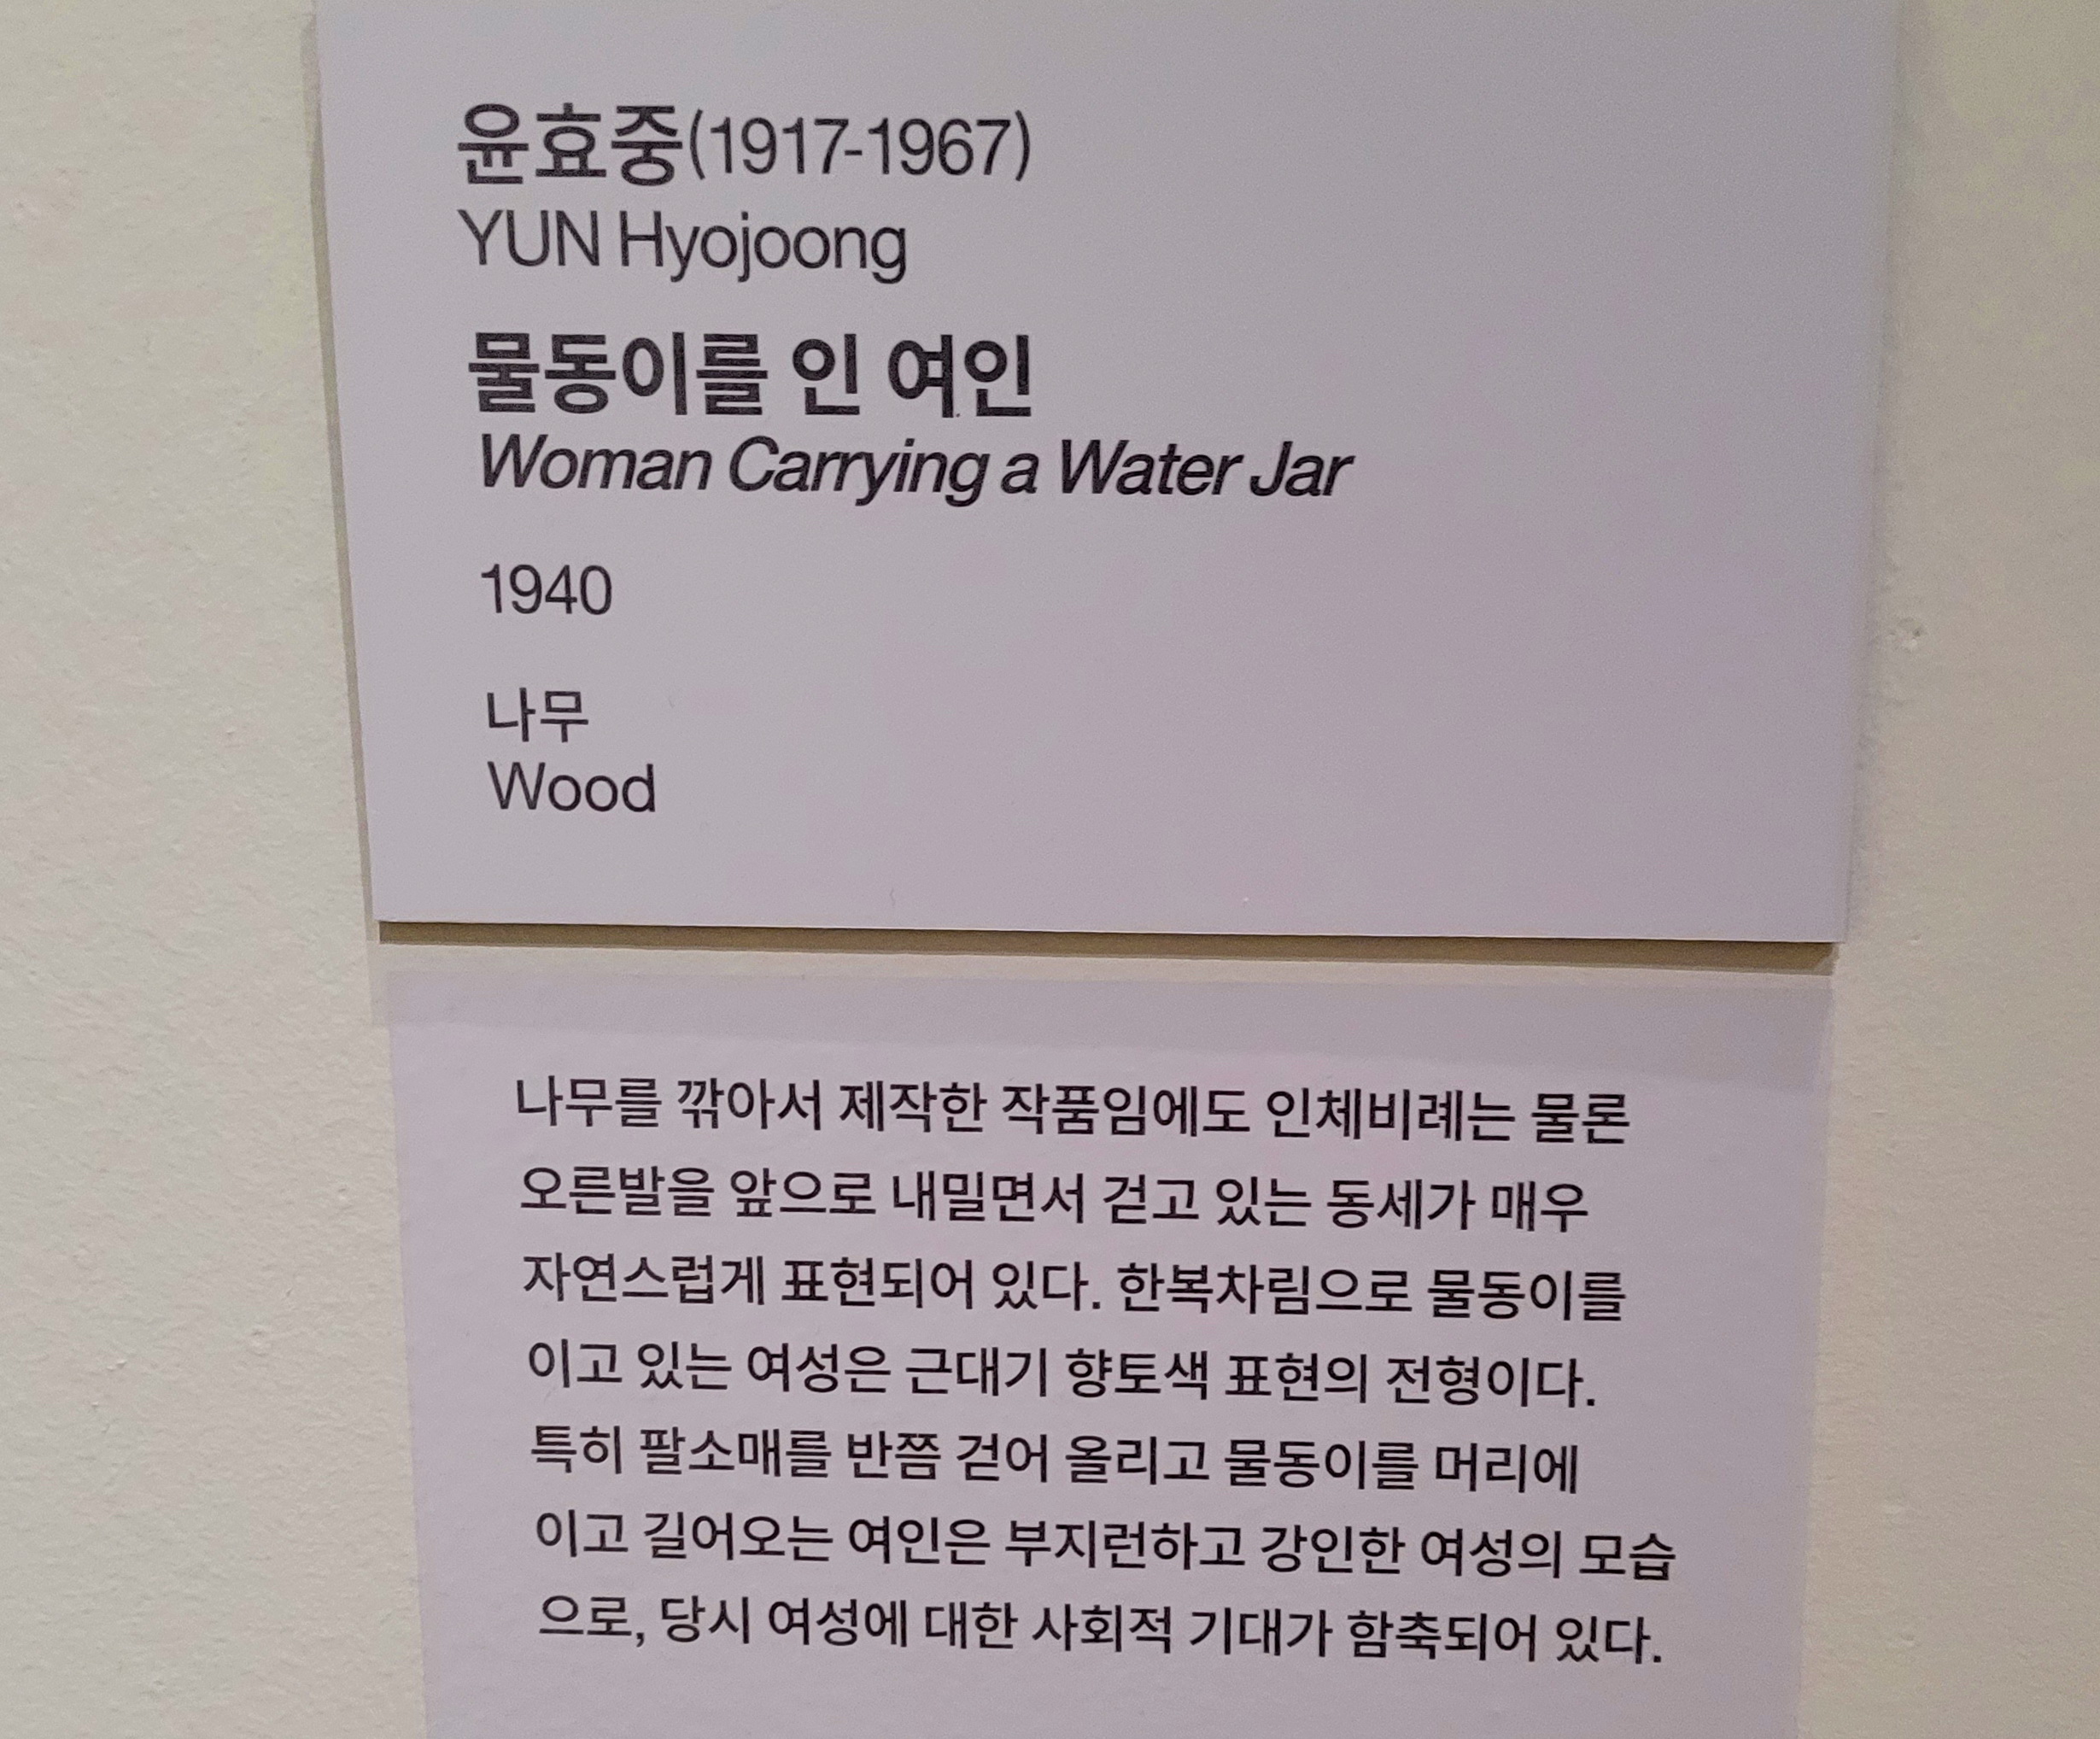 윤효중(1917-1967)
YUN Hyojoong
물동이를 인 여인
Woman Carrying a Water Jar
1940
나무
Wood
나무를 깎아서 제작한 작품임에도 인체비례는 물론
오른발을 앞으로 내밀면서 걷고 있는 동세가 매우
자연스럽게 표현되어 있다. 한복차림으로 물동이를
이고 있는 여성은 근대기 향토색 표현의 전형이다.
특히 팔소매를 반쯤 걷어 올리고 물동이를 머리에
이고 길어오는 여인은 부지런하고 강인한 여성의 모습
으로, 당시 여성에 대한 사회적 기대가 함축되어 있다.